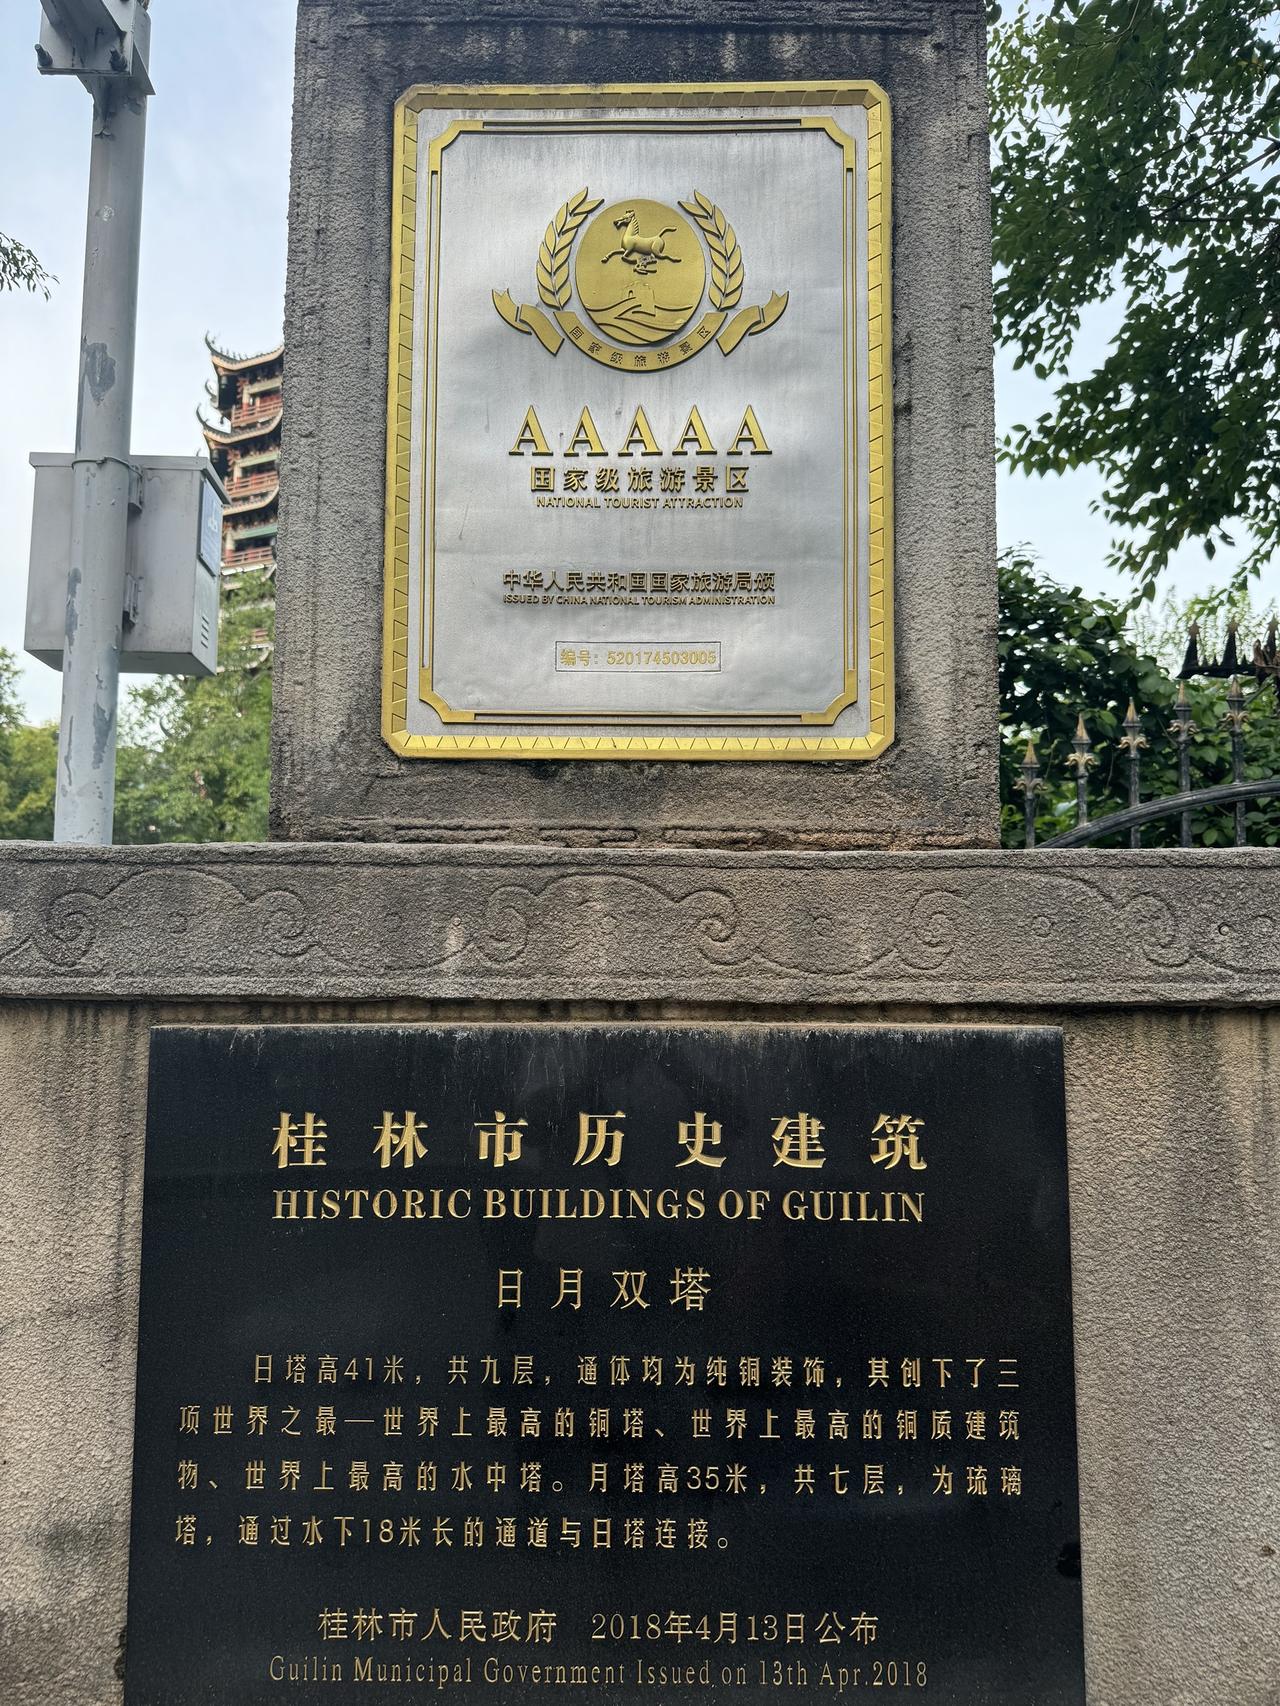 国家级旅游景区
AAAAA
国家级旅游景区
NATIONAL TOURIST ATTRACTION
中华人民共和国国家旅游局颁
ISSUED BY CHINA NATIONAL TOURISM ADMINISTRATION
编号：520174503005
桂林市历史建筑
HISTORIC BUILDINGS OF GUILIN
日月双塔
日塔高41米，共九层，通体均为纯铜装饰，其创下了三
项世界之最—世界上最高的铜塔、世界上最高的铜质建筑
物、世界上最高的水中塔。月塔高35米，共七层，为琉璃
塔，通过水下18米长的通道与日塔连接。
桂林市人民政府 2018年4月13日公布
Guilin Municipal Government Issued on 13th Apr.2018